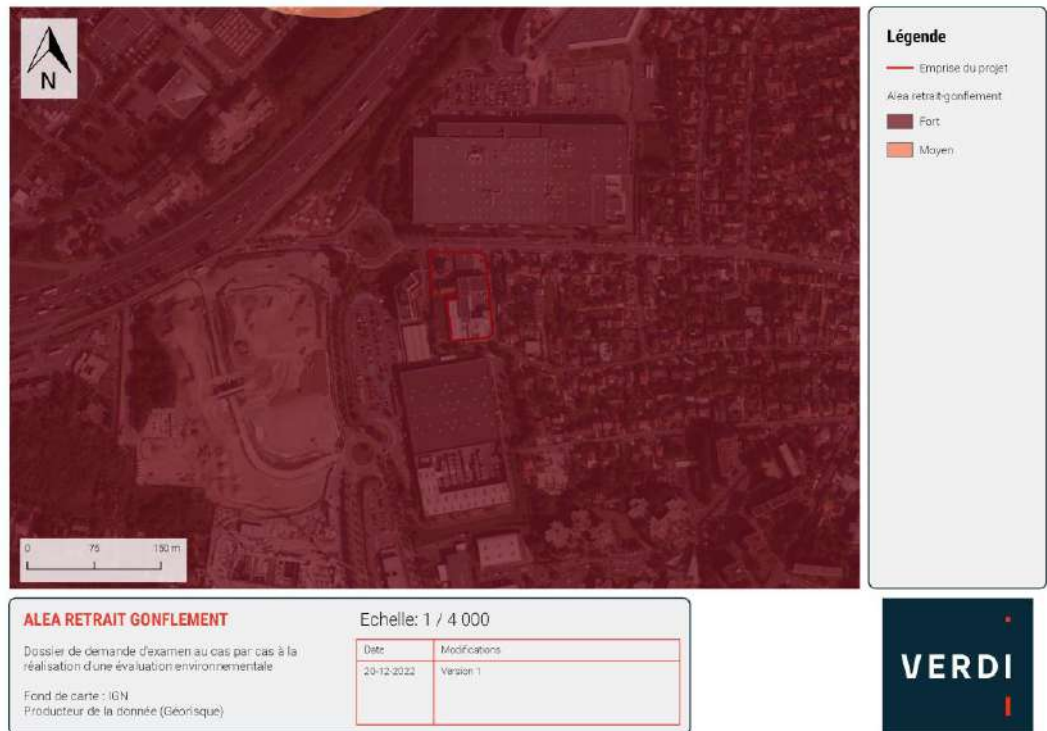 N
0 75 150 m
Légende
Emprise du projet
Alea retrait-gonflement
Fort
Moyen
ALEA RETRAIT GONFLEMENT
Dossier de demande d'examen au cas par cas à la
réalisation d'une évaluation environnementale
Fond de carte : IGN
Producteur de la donnée (Géorisque)
Echelle: 1 / 4 000
Date Modifications
20-12-2022 Version 1
VERDI